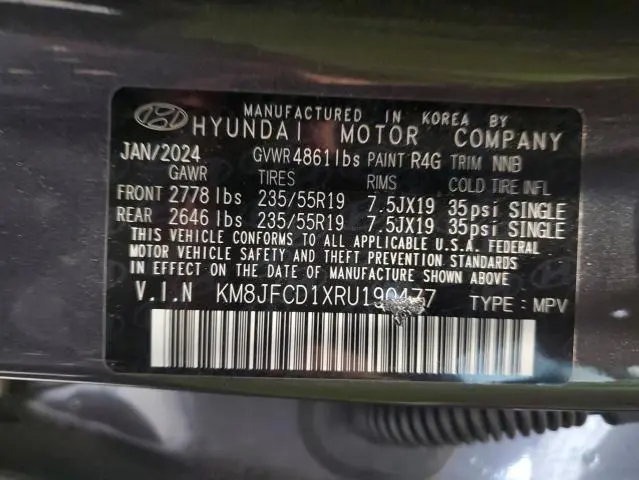 MANUFACTURED IN KOREA BY
HYUNDAI MOTOR COMPANY
JAN/2024 GVWR 4861lbs PAINT R4G TRIM NNB
GAWR TIRES RIMS COLD TIRE INFL
FRONT 2778 lbs 235/55R19 7.5JX19 35psi SINGLE
REAR 2646 lbs 235/55R19 7.5JX19 35psi SINGLE
THIS VEHICLE CONFORMS TO ALL APPLICABLE U.S.A. FEDERAL
MOTOR VEHICLE SAFETY AND THEFT PREVENTION STANDARDS
IN EFFECT ON THE DATE OF MANUFACTURE SHOWN ABOVE.
V.I.N TYPE : MPV